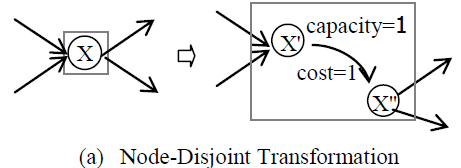 X
X'
capacity=1
cost=1
X"
(a) Node-Disjoint Transformation